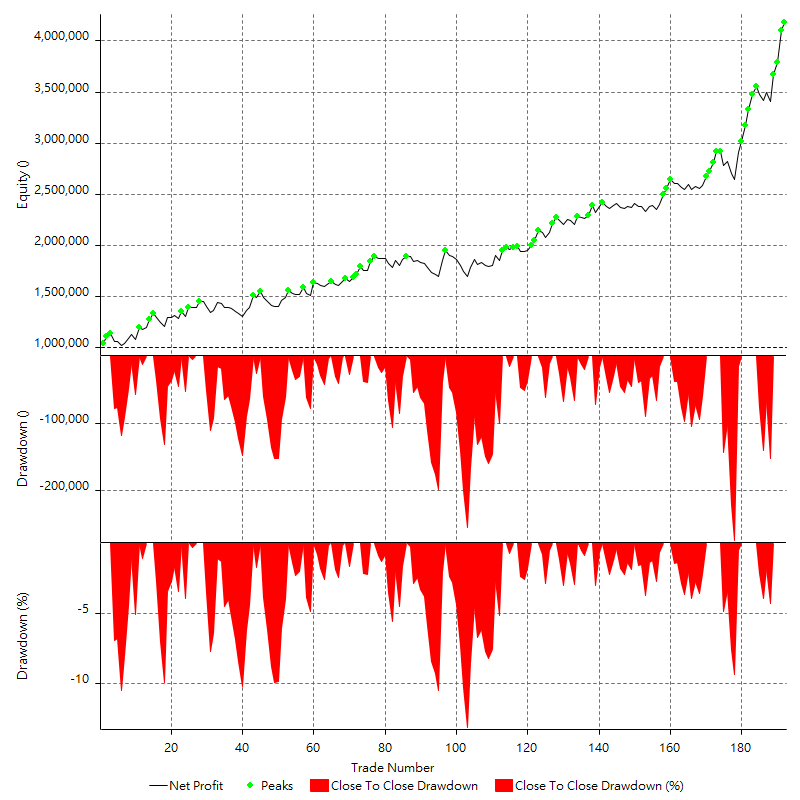 4,000,000
3,500,000
3,000,000
2,500,000
2,000,000
1,500,000
1,000,000
Equity ()
-100,000
-200,000
Drawdown ()
-5
-10
Drawdown (%)
20 40 60 80 100 120 140 160 180
Trade Number
Net Profit Peaks Close To Close Drawdown Close To Close Drawdown (%)